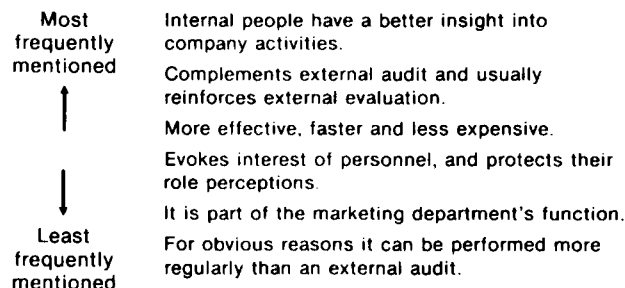 Most
frequently
mentioned
Internal people have a better insight into
company activities.
Complements external audit and usually
reinforces external evaluation.
More effective, faster and less expensive.
Evokes interest of personnel, and protects their
role perceptions.
It is part of the marketing department's function.
Least
frequently
mentioned
For obvious reasons it can be performed more
regularly than an external audit.